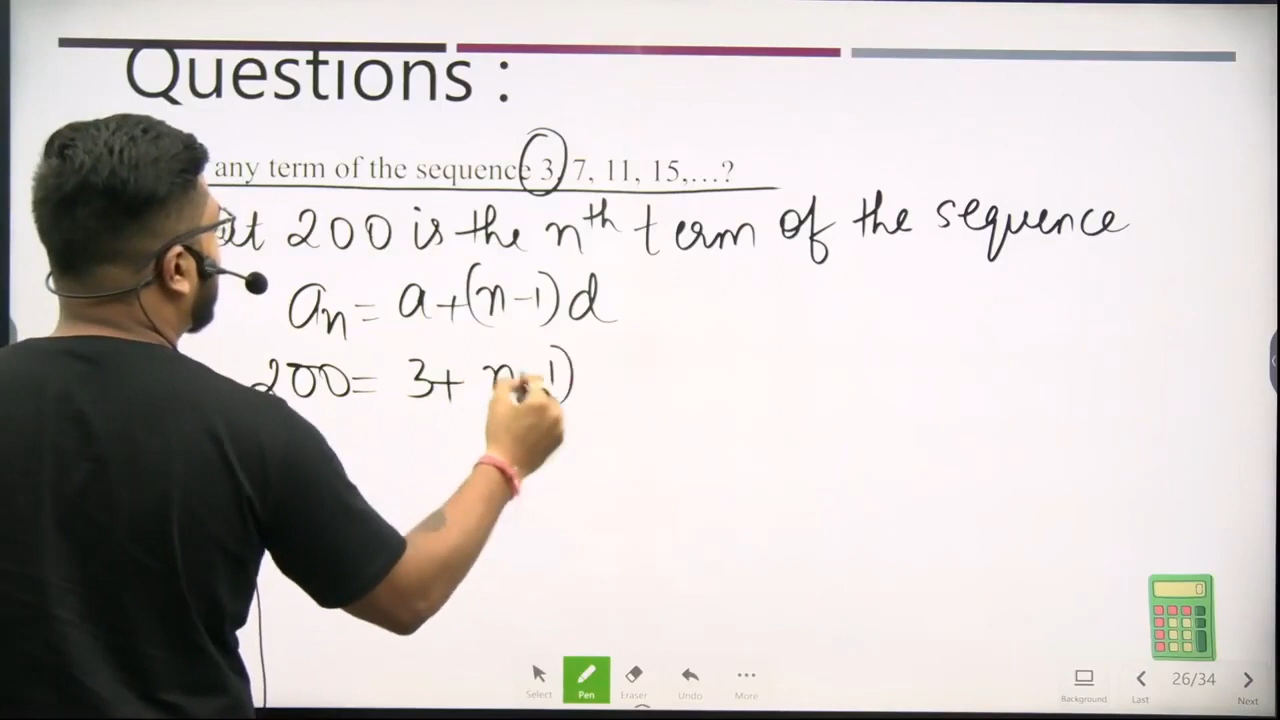 Questions :
any term of the sequence 3, 7, 11, 15,…?
200 is the nth term of the sequence
an = a+(n-1)d
200= 3+ n-1)
0
Select Pen Eraser Undo More Background Last 26/34 Next